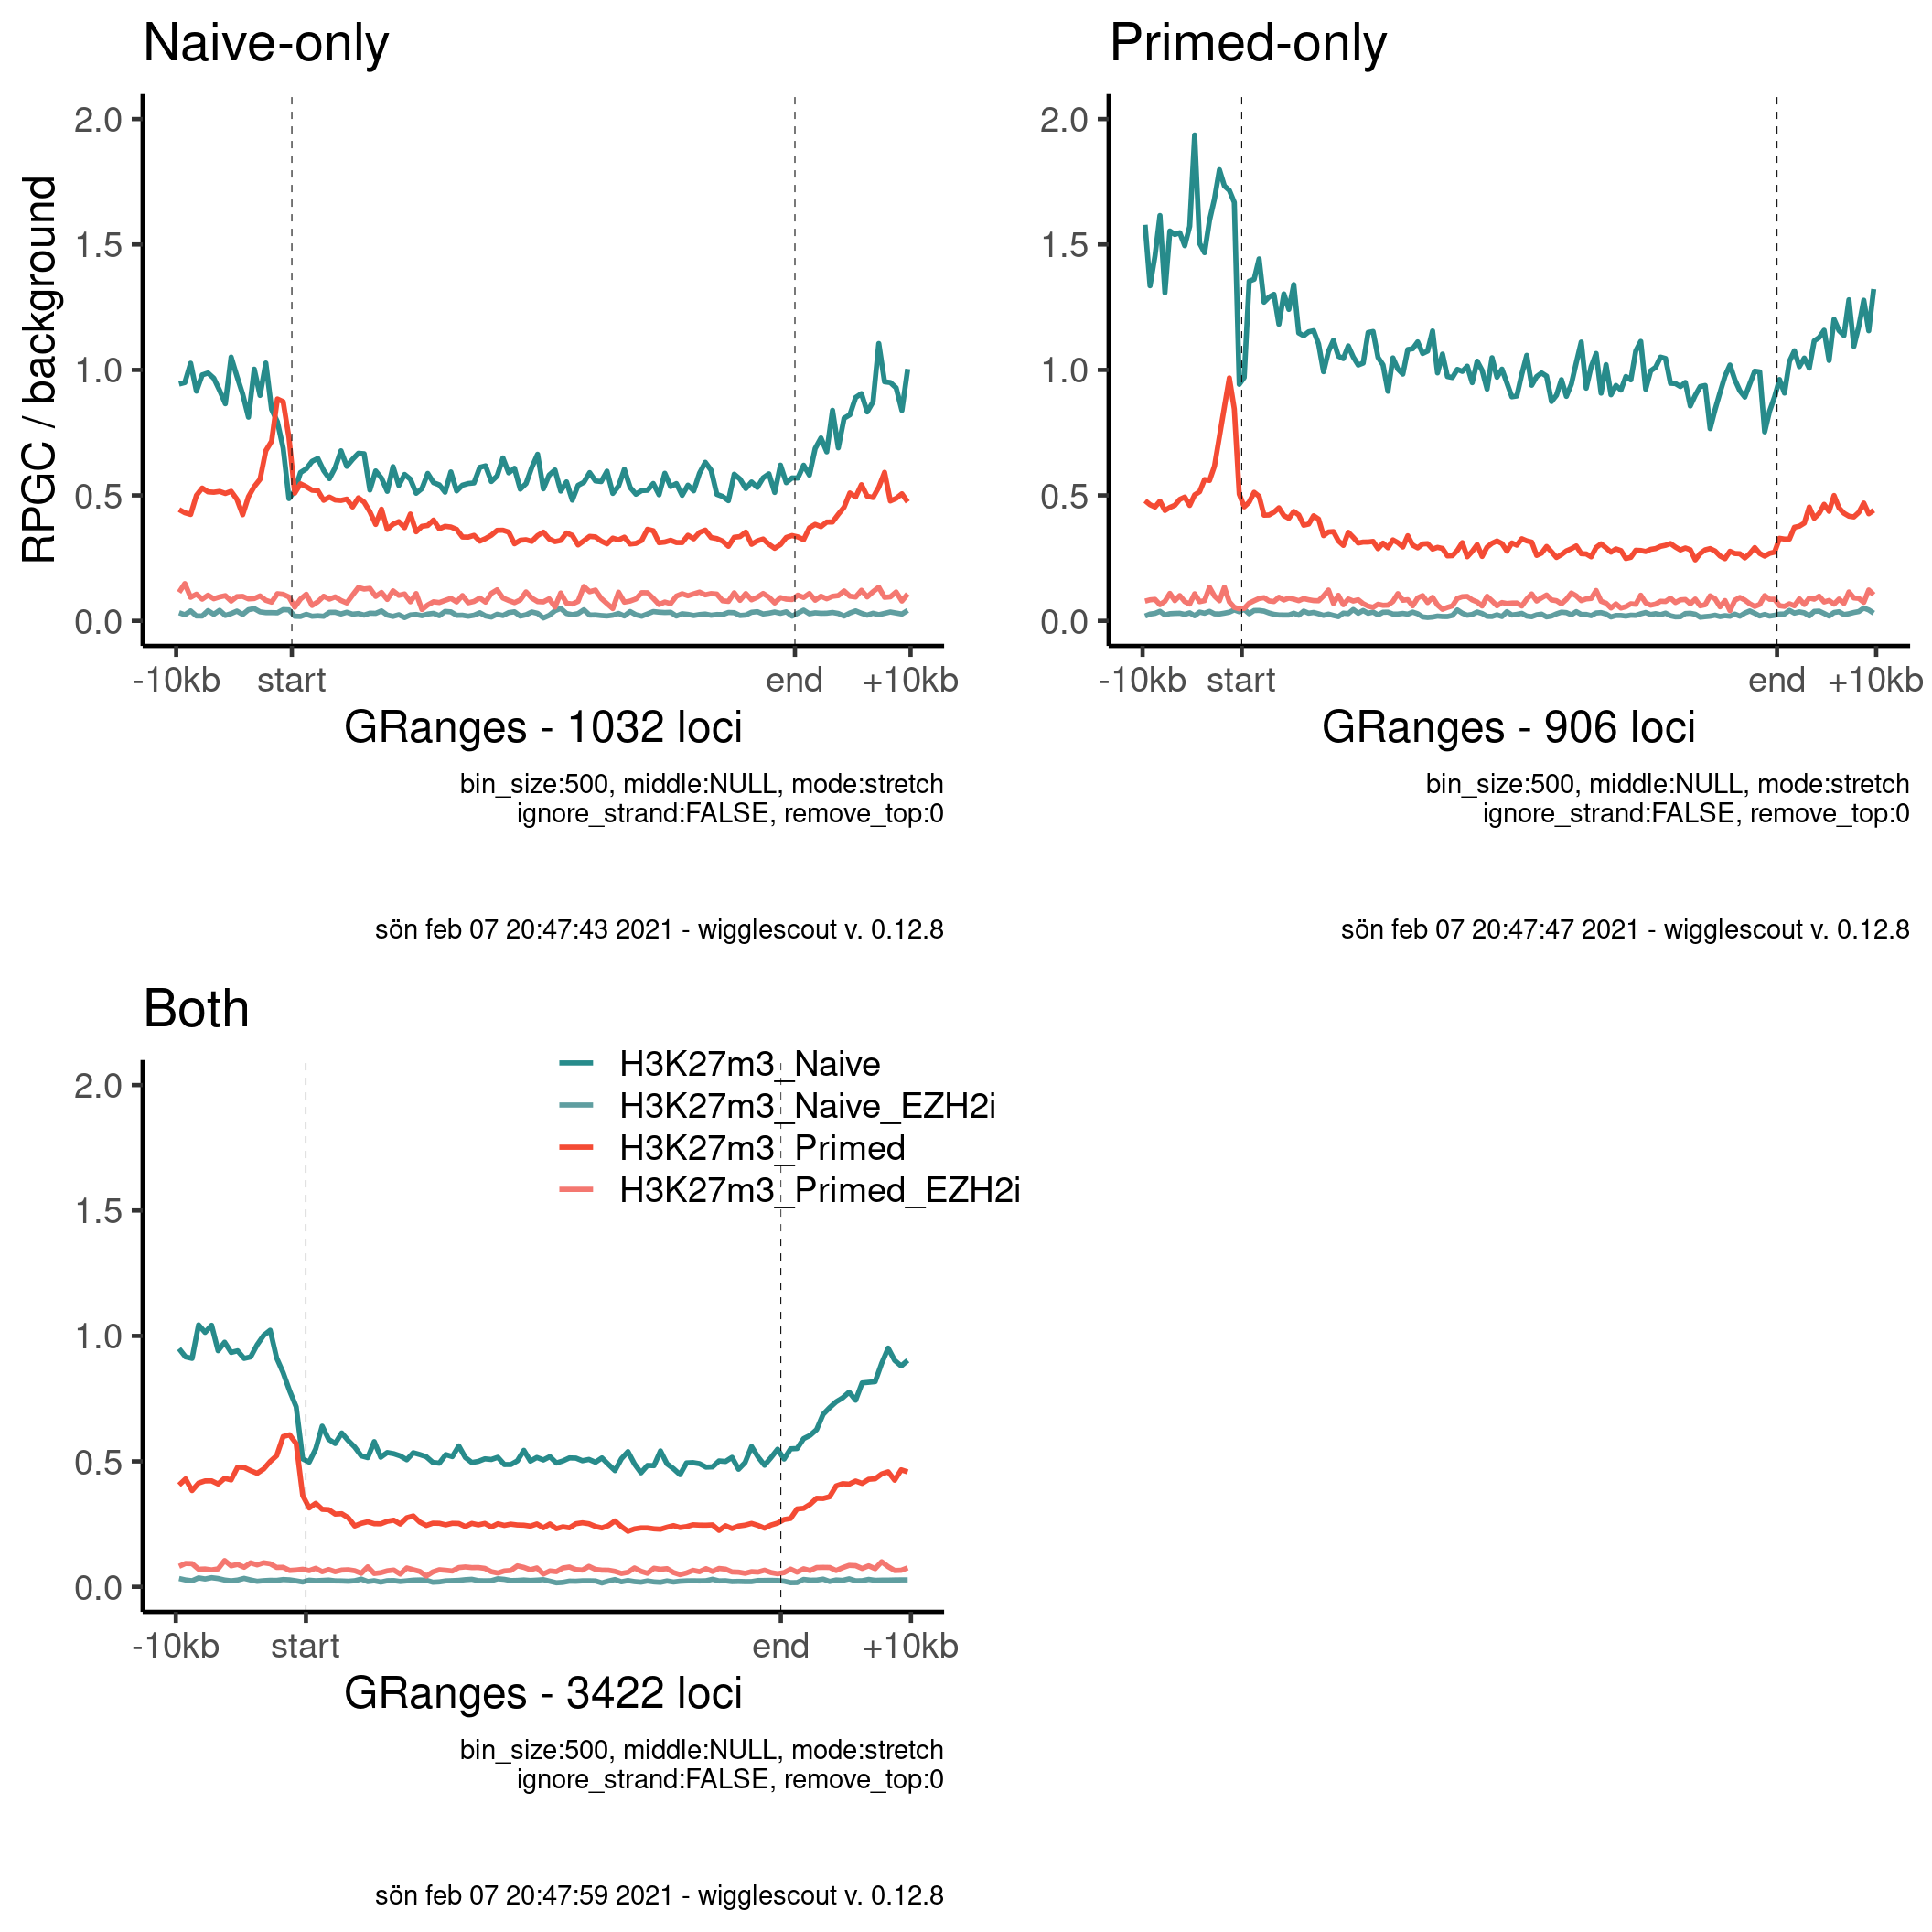 Naive-only
RPGC / background
2.0
1.5
1.0
0.5
0.0
-10kb start end +10kb
GRanges - 1032 loci
bin_size:500, middle:NULL, mode:stretch
ignore_strand:FALSE, remove_top:0
sön feb 07 20:47:43 2021 - wigglescout v. 0.12.8
Primed-only
2.0
1.5
1.0
0.5
0.0
-10kb start end +10kb
GRanges - 906 loci
bin_size:500, middle:NULL, mode:stretch
ignore_strand:FALSE, remove_top:0
sön feb 07 20:47:47 2021 - wigglescout v. 0.12.8
Both
H3K27m3_Naive
H3K27m3_Naive_EZH2i
H3K27m3_Primed
H3K27m3_Primed_EZH2i
2.0
1.5
1.0
0.5
0.0
-10kb start end +10kb
GRanges - 3422 loci
bin_size:500, middle:NULL, mode:stretch
ignore_strand:FALSE, remove_top:0
sön feb 07 20:47:59 2021 - wigglescout v. 0.12.8